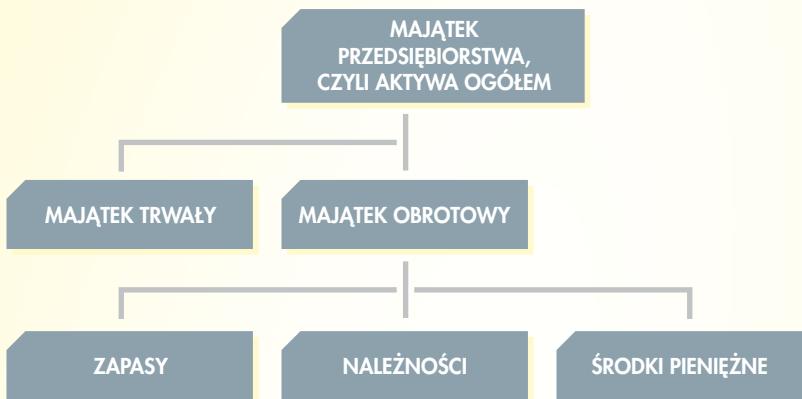 MAJĄTEK
PRZEDSIĘBIORSTWA,
CZYLI AKTYWA OGÓŁEM
MAJĄTEK TRWAŁY
MAJĄTEK OBROTOWY
ZAPASY
NALEŻNOŚCI
ŚRODKI PIENIĘŻNE